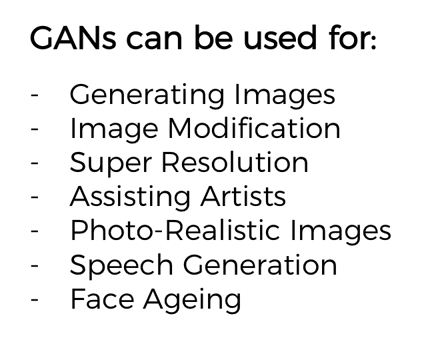 GANs can be used for:
- Generating Images
- Image Modification
- Super Resolution
- Assisting Artists
- Photo-Realistic Images
- Speech Generation
- Face Ageing